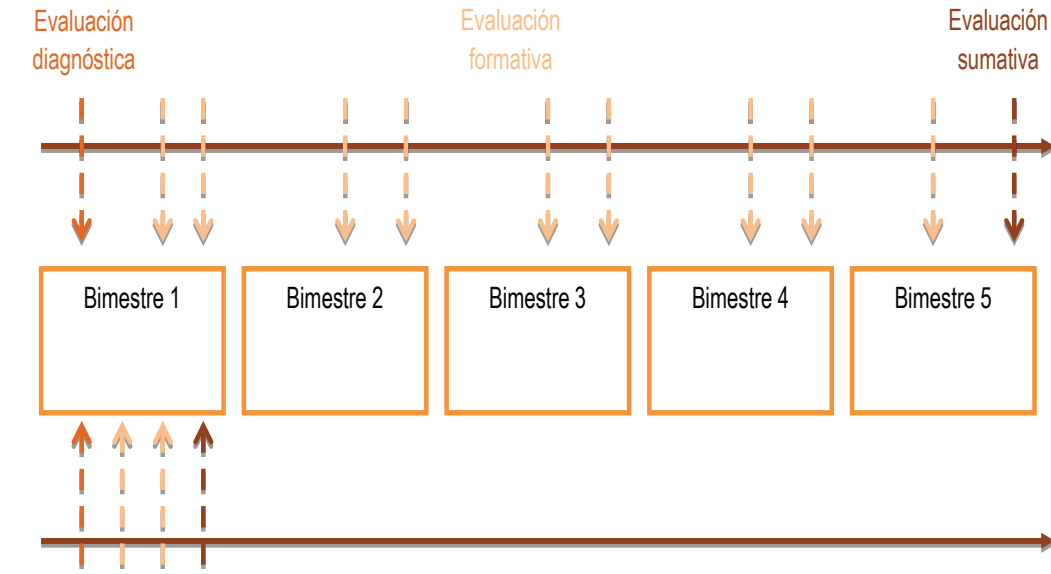 Evaluación
diagnóstica
Evaluación
formativa
Evaluación
sumativa
Bimestre 1
Bimestre 2
Bimestre 3
Bimestre 4
Bimestre 5